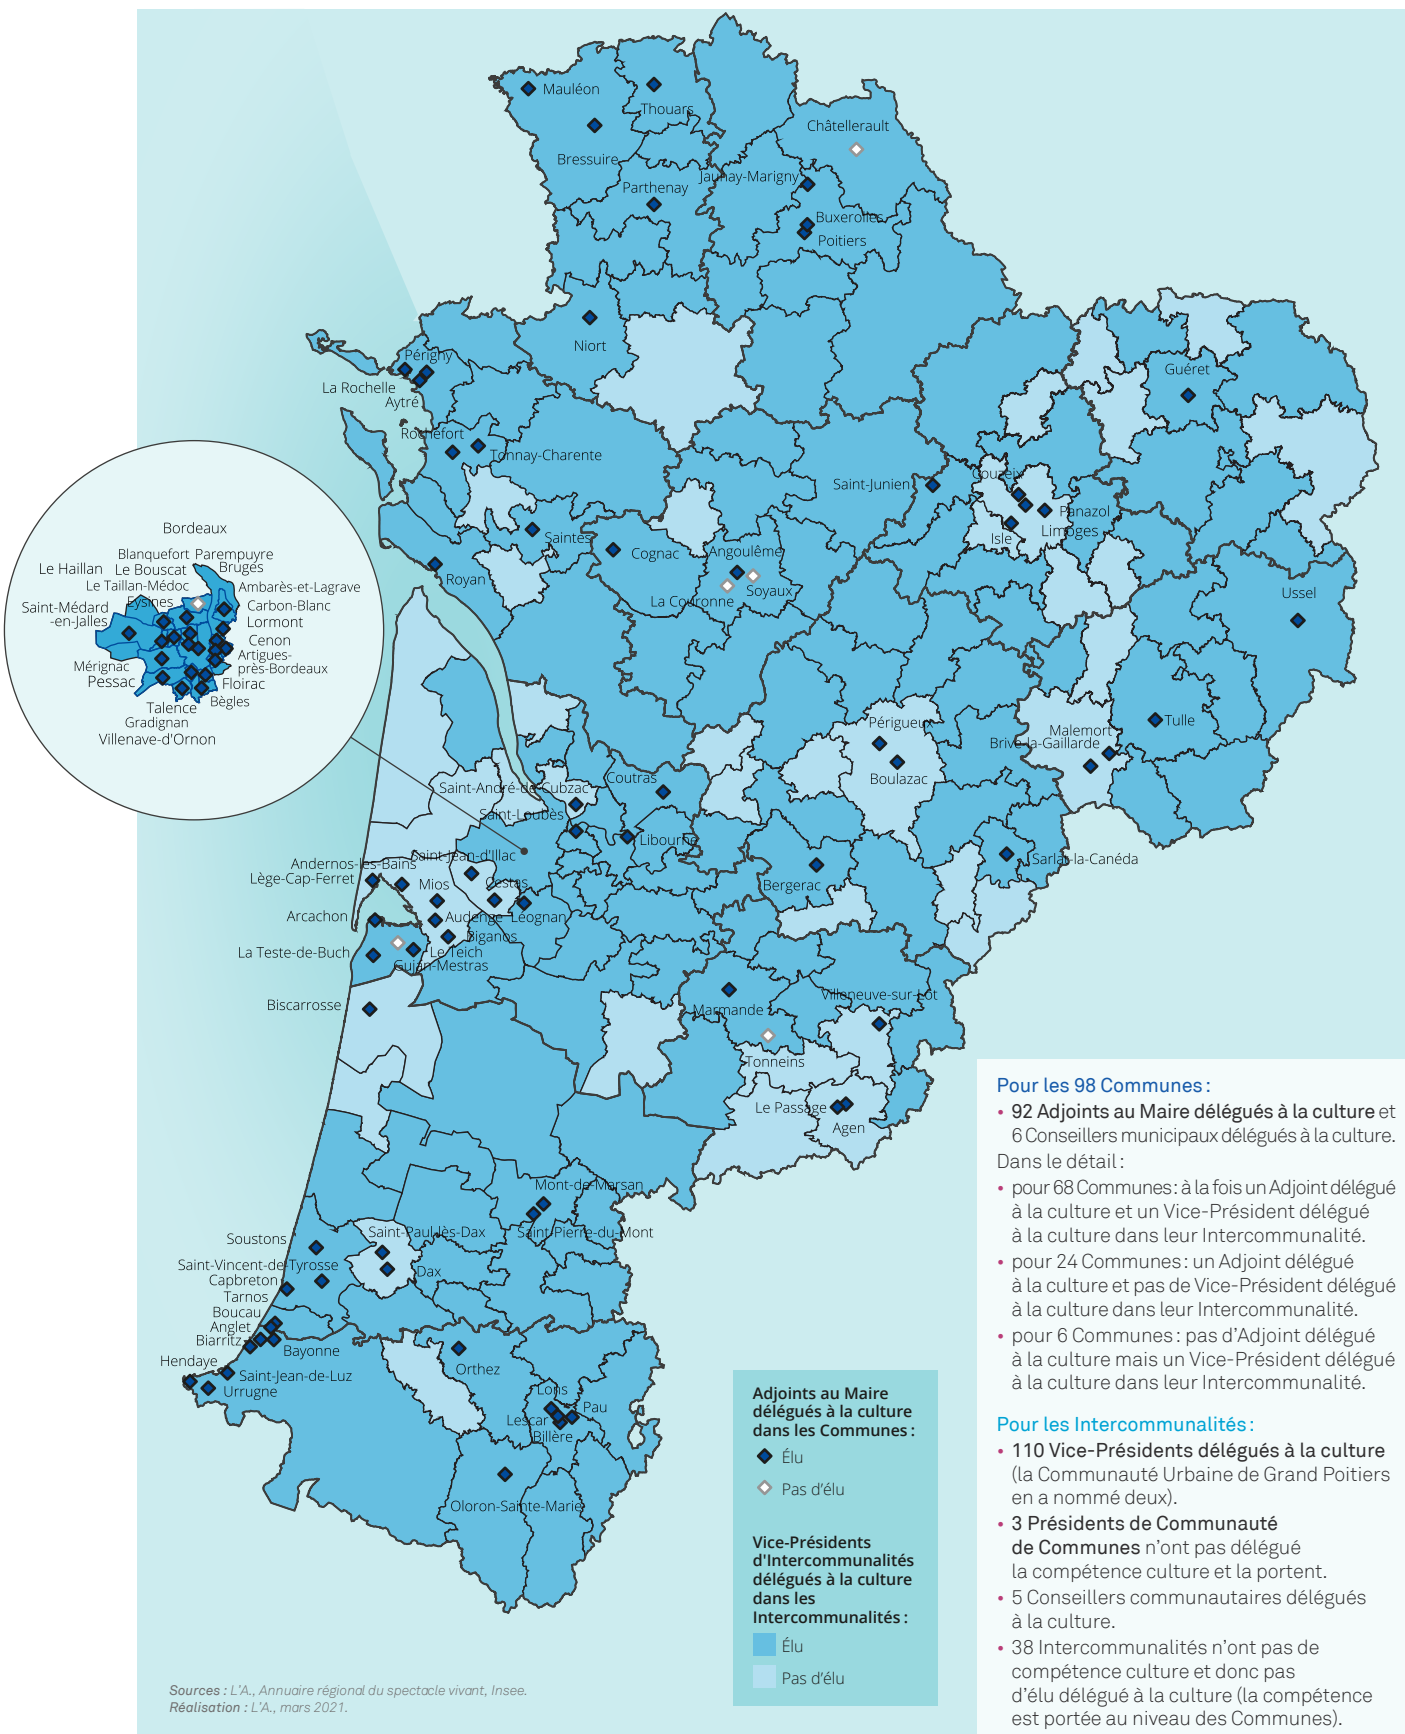 Mauléon
Thouars
Châtellerault
Bressuire
Jaunay-Marigny
Parthenay
Buxerolles
Poitiers
Niort
Périgny
La Rochelle
Aytré
Guéret
Rochefort
Tonnay-Charente
Saint-Junien
Couzeix
Panazol
Limoges
Isle
Saintes
Cognac
Angoulême
Soyaux
La Couronne
Royan
Ussel
Bordeaux
Blanquefort Parempuyre
Le Haillan Le Bouscat Bruges
Le Taillan-Médoc Ambarès-et-Lagrave
Eysines Carbon-Blanc
Saint-Médard
-en-Jalles
Lormont
Cenon
Artigues-
près-Bordeaux
Mérignac
Pessac
Floirac
Bègles
Talence
Gradignan
Villenave-d'Ornon
Périgueux
Boulazac
Tulle
Malemort
Brive-la-Gaillarde
Coutras
Saint-André-de-Cubzac
Saint-Loubès
Libourne
Sarlat-la-Canéda
Bergerac
Saint-Jean-d'Illac
Andernos-les-Bains
Lège-Cap-Ferret
Mios
Cestas
Arcachon
Audenge
Léognan
Biganos
La Teste-de-Buch
Le Teich
Gujan-Mestras
Biscarrosse
Marmande
Villeneuve-sur-Lot
Tonneins
Le Passage
Agen
Mont-de-Marsan
Saint-Pierre-du-Mont
Saint-Paul-lès-Dax
Dax
Soustons
Saint-Vincent-de-Tyrosse
Capbreton
Tarnos
Boucau
Anglet
Biarritz
Bayonne
Hendaye
Saint-Jean-de-Luz
Urrugne
Orthez
Lons
Pau
Lescar
Billère
Oloron-Sainte-Marie
Adjoints au Maire
délégués à la culture
dans les Communes :
Élu
Pas d'élu
Vice-Présidents
d'Intercommunalités
délégués à la culture
dans les
Intercommunalités :
Élu
Pas d'élu
Pour les 98 Communes :
• 92 Adjoints au Maire délégués à la culture et
6 Conseillers municipaux délégués à la culture.
Dans le détail :
• pour 68 Communes : à la fois un Adjoint délégué
à la culture et un Vice-Président délégué
à la culture dans leur Intercommunalité.
• pour 24 Communes : un Adjoint délégué
à la culture et pas de Vice-Président délégué
à la culture dans leur Intercommunalité.
• pour 6 Communes : pas d'Adjoint délégué
à la culture mais un Vice-Président délégué
à la culture dans leur Intercommunalité.
Pour les Intercommunalités :
• 110 Vice-Présidents délégués à la culture
(la Communauté Urbaine de Grand Poitiers
en a nommé deux).
• 3 Présidents de Communauté
de Communes n'ont pas délégué
la compétence culture et la portent.
• 5 Conseillers communautaires délégués
à la culture.
• 38 Intercommunalités n'ont pas de
compétence culture et donc pas
d'élu délégué à la culture (la compétence
est portée au niveau des Communes).
Sources : L'A., Annuaire régional du spectacle vivant, Insee.
Réalisation : L'A., mars 2021.